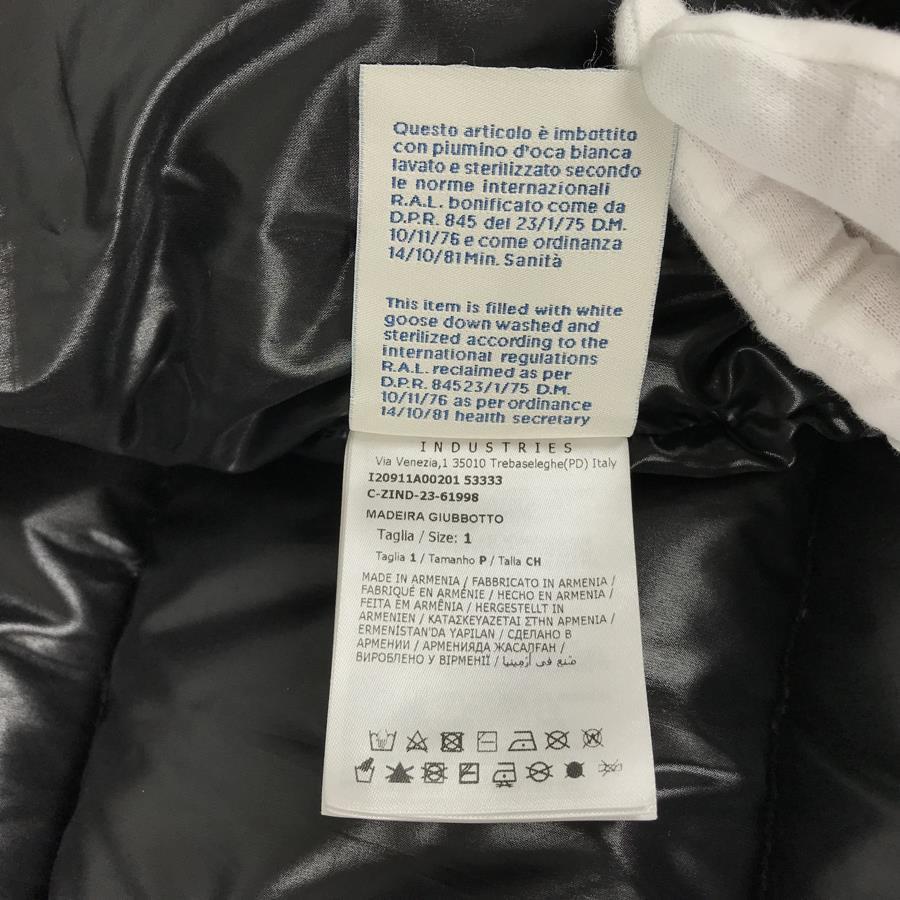 Questo articolo è imbottito
con piumino d'oca bianca
lavato e sterilizzato secondo
le norme internazionali
R.A.L. bonificato come da
D.P.R. 845 del 23/1/75 D.M.
10/11/76 e come ordinanza
14/10/81 Min. Sanità
This item is filled with white
goose down washed and
sterilized according to the
international regulations
R.A.L. reclaimed as per
D.P.R. 84523/1/75 D.M.
10/11/76 as per ordinance
14/10/81 health secretary
INDUSTRIES
Via Venezia,1 35010 Trebaseleghe(PD) Italy
I20911A00201 53333
C-ZIND-23-61998
MADEIRA GIUBBOTTO
Taglia / Size: 1
Taglia 1 / Tamanho P / Talla CH
MADE IN ARMENIA / FABBRICATO IN ARMENIA /
FABRIQUÉ EN ARMÉNIE / HECHO EN ARMENIA /
FEITA EM ARMÊNIA / HERGESTELLT IN
ARMENIEN / ΚΑΤΑΣΚΕΥΑΖΕΤΑΙ ΣΤΗΝ ΑΡΜΕΝΙΑ /
ERMENİSTAN'DA YAPILAN / СДЕЛАНО В
АРМЕНИИ / АРМЕНИЯДА ЖАСАЛҒАН /
ВИРОБЛЕНО У ВІРМЕНІЇ / صنع في أرمينيا